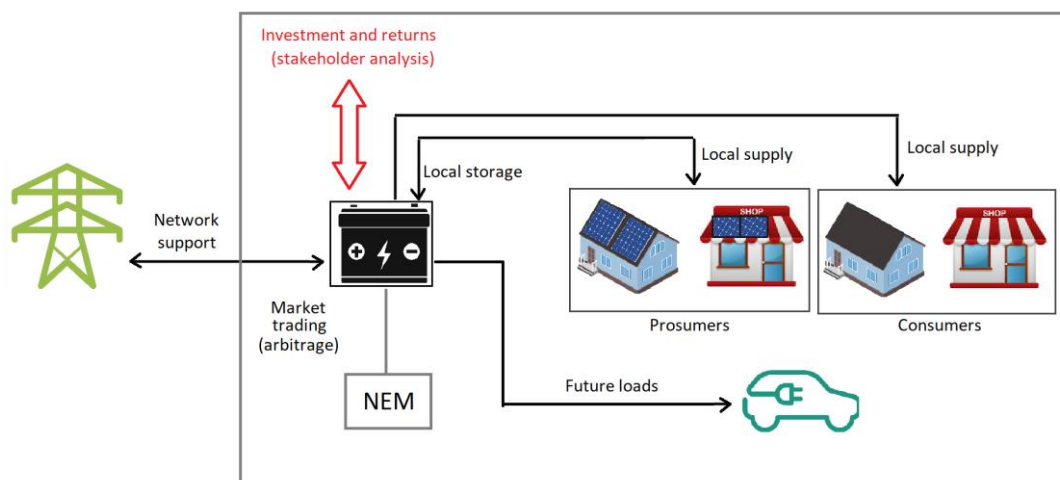 Investment and returns
(stakeholder analysis)
Local supply
Local supply
Local storage
Network
support
SHOP
SHOP
Market
trading
(arbitrage)
Prosumers
Consumers
NEM
Future loads